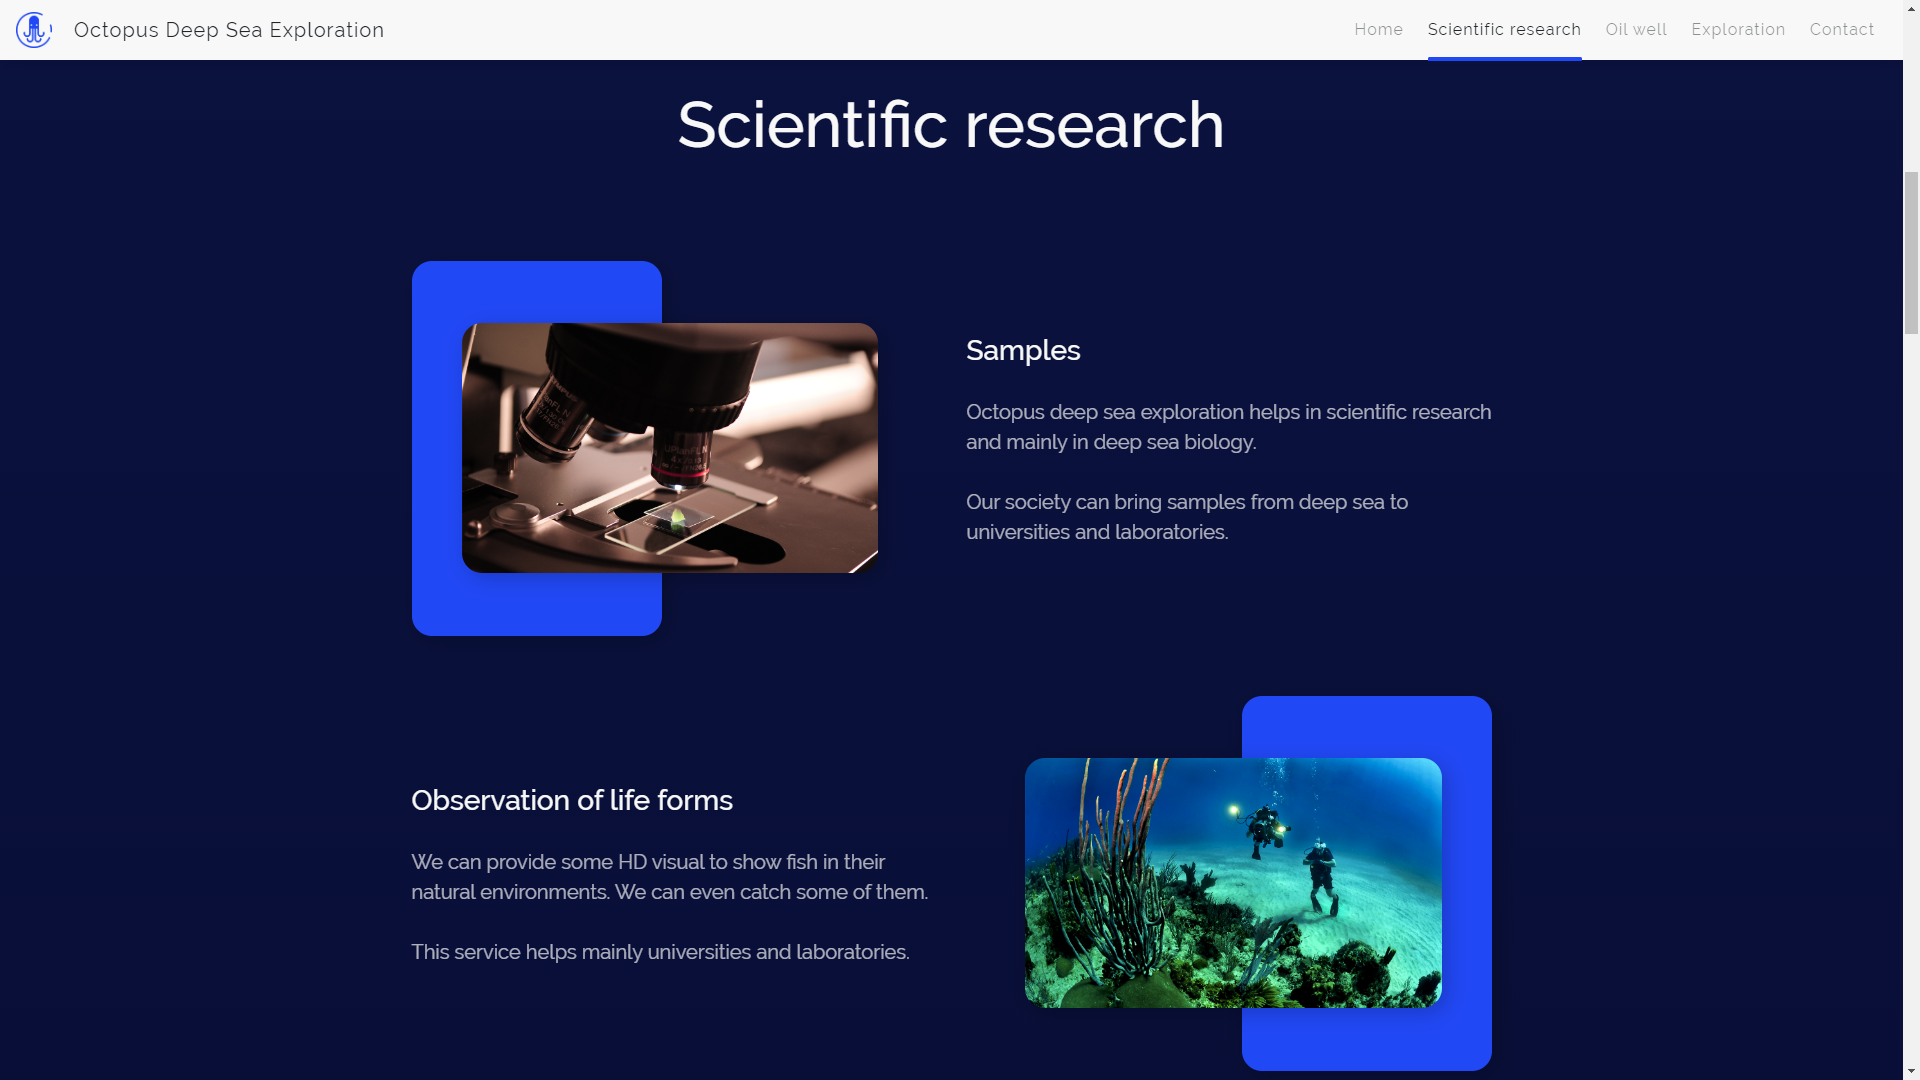 Octopus Deep Sea Exploration
Home
Scientific research
Oil well
Exploration
Contact
Scientific research
Samples
Octopus deep sea exploration helps in scientific research
and mainly in deep sea biology.
Our society can bring samples from deep sea to
universities and laboratories.
UPlanFL N
Observation of life forms
We can provide some HD visual to show fish in their
natural environments. We can even catch some of them.
This service helps mainly universities and laboratories.